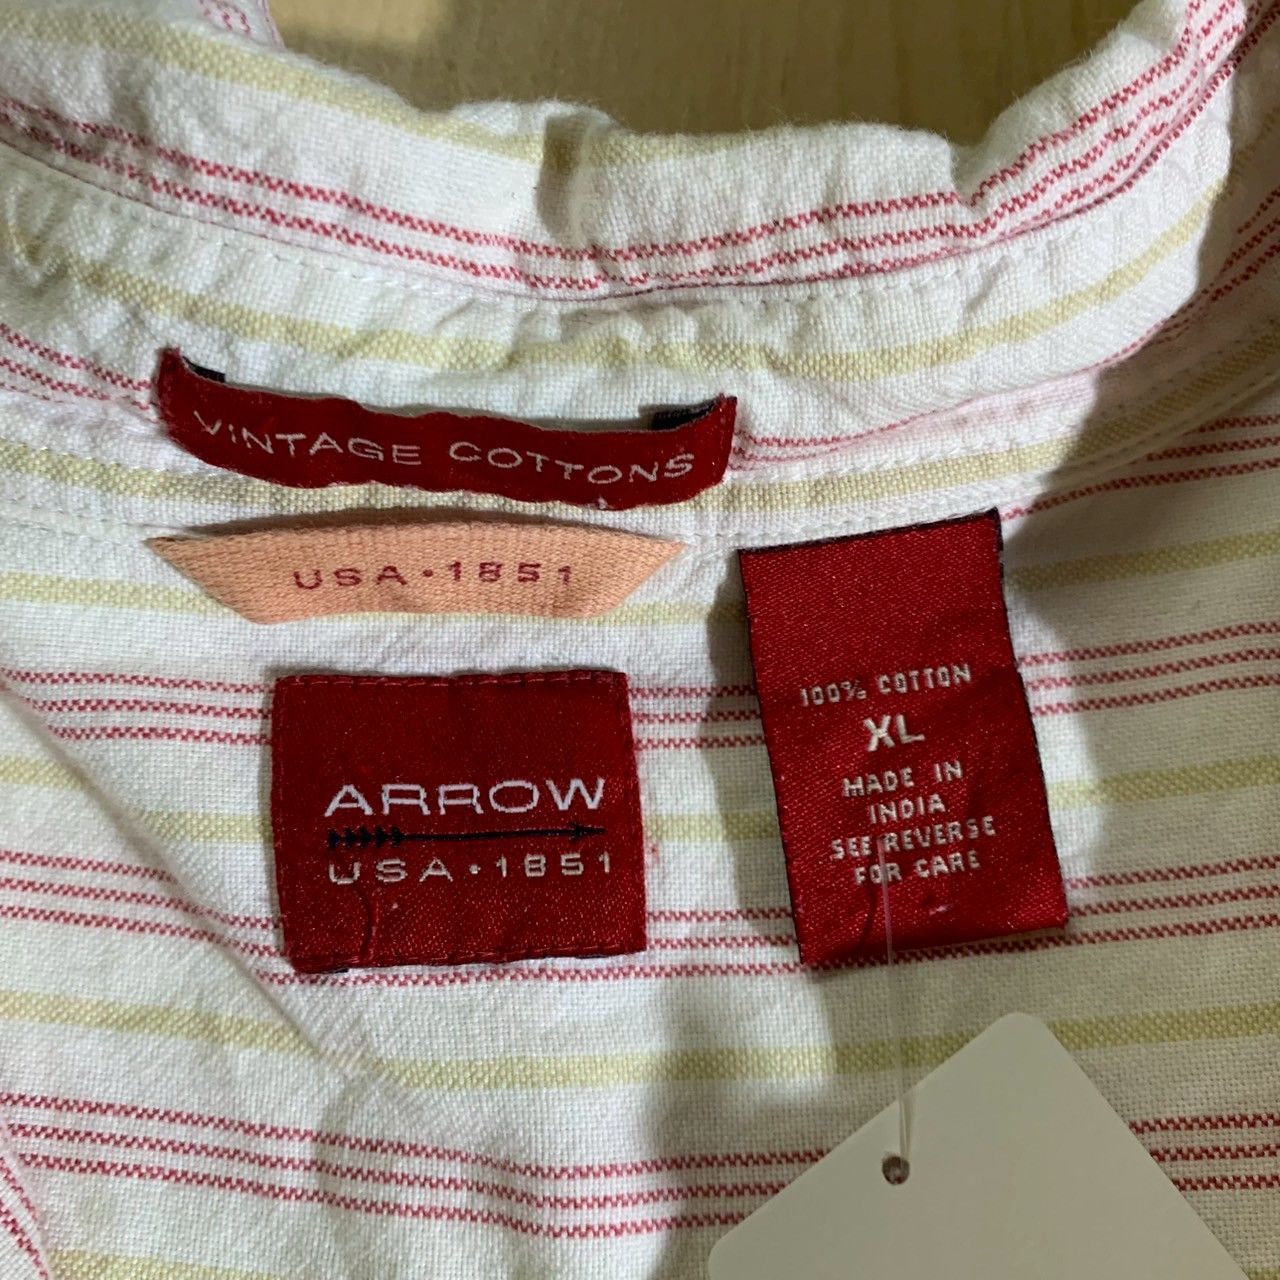 VINTAGE COTTONS
USA • 1851
ARROW
USA • 1851
100% COTTON
XL
MADE IN
INDIA
SEE REVERSE
FOR CARE